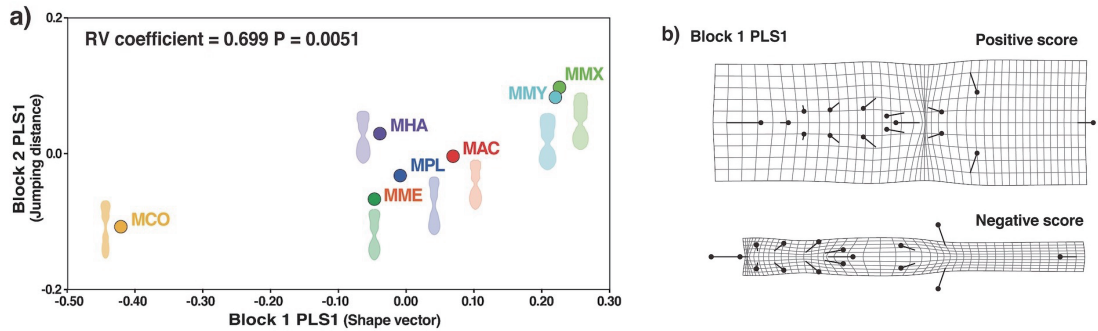 a)
RV coefficient = 0.699 P = 0.0051
Block 2 PLS1
(Jumping distance)
0.2
0.0
-0.2
MMX
MMY
MHA
MAC
MPL
MME
MCO
-0.50 -0.40 -0.30 -0.20 -0.10 0.00 0.10 0.20 0.30
Block 1 PLS1 (Shape vector)
b) Block 1 PLS1
Positive score
Negative score